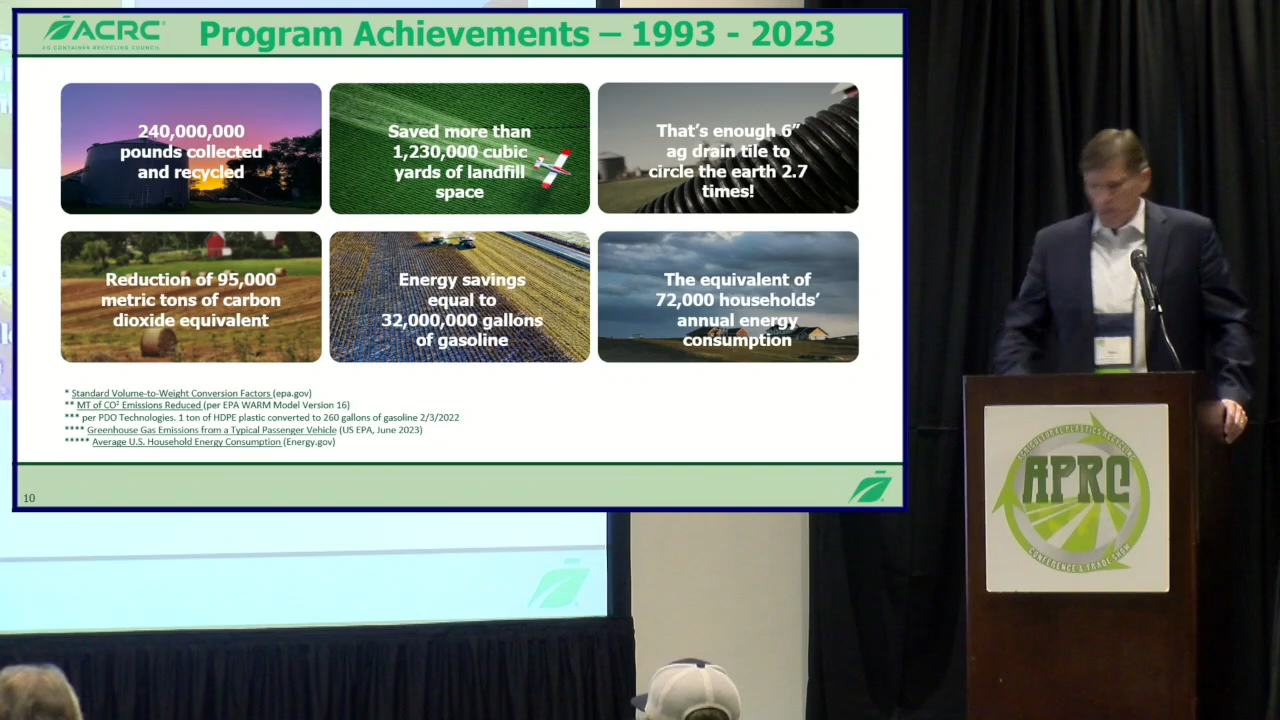 ACRC
AG CONTAINER RECYCLING COUNCIL
Program Achievements – 1993 - 2023
240,000,000
pounds collected
and recycled
Saved more than
1,230,000 cubic
yards of landfill
space
That’s enough 6”
ag drain tile to
circle the earth 2.7
times!
Reduction of 95,000
metric tons of carbon
dioxide equivalent
Energy savings
equal to
32,000,000 gallons
of gasoline
The equivalent of
72,000 households’
annual energy
consumption
* Standard Volume-to-Weight Conversion Factors (epa.gov)
** MT of CO² Emissions Reduced (per EPA WARM Model Version 16)
*** per PDO Technologies. 1 ton of HDPE plastic converted to 260 gallons of gasoline 2/3/2022
**** Greenhouse Gas Emissions from a Typical Passenger Vehicle (US EPA, June 2023)
***** Average U.S. Household Energy Consumption (Energy.gov)
10
AGRICULTURAL PLASTICS RECYCLING
APRC
CONFERENCE & TRADE SHOW